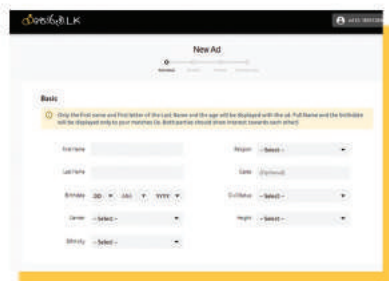 New Ad
Basic
Only the first name and first letter of the Last Name and the age will be displayed with the ad. Full Name and the birthdate
will be displayed only to your matches (ie. Both parties should show interest towards each other)
First Name
Religion -- Select --
Last Name
Caste (Optional)
Birthdate DD MM YYYY
Civil Status -- Select --
Gender -- Select --
Height -- Select --
Ethnicity -- Select --